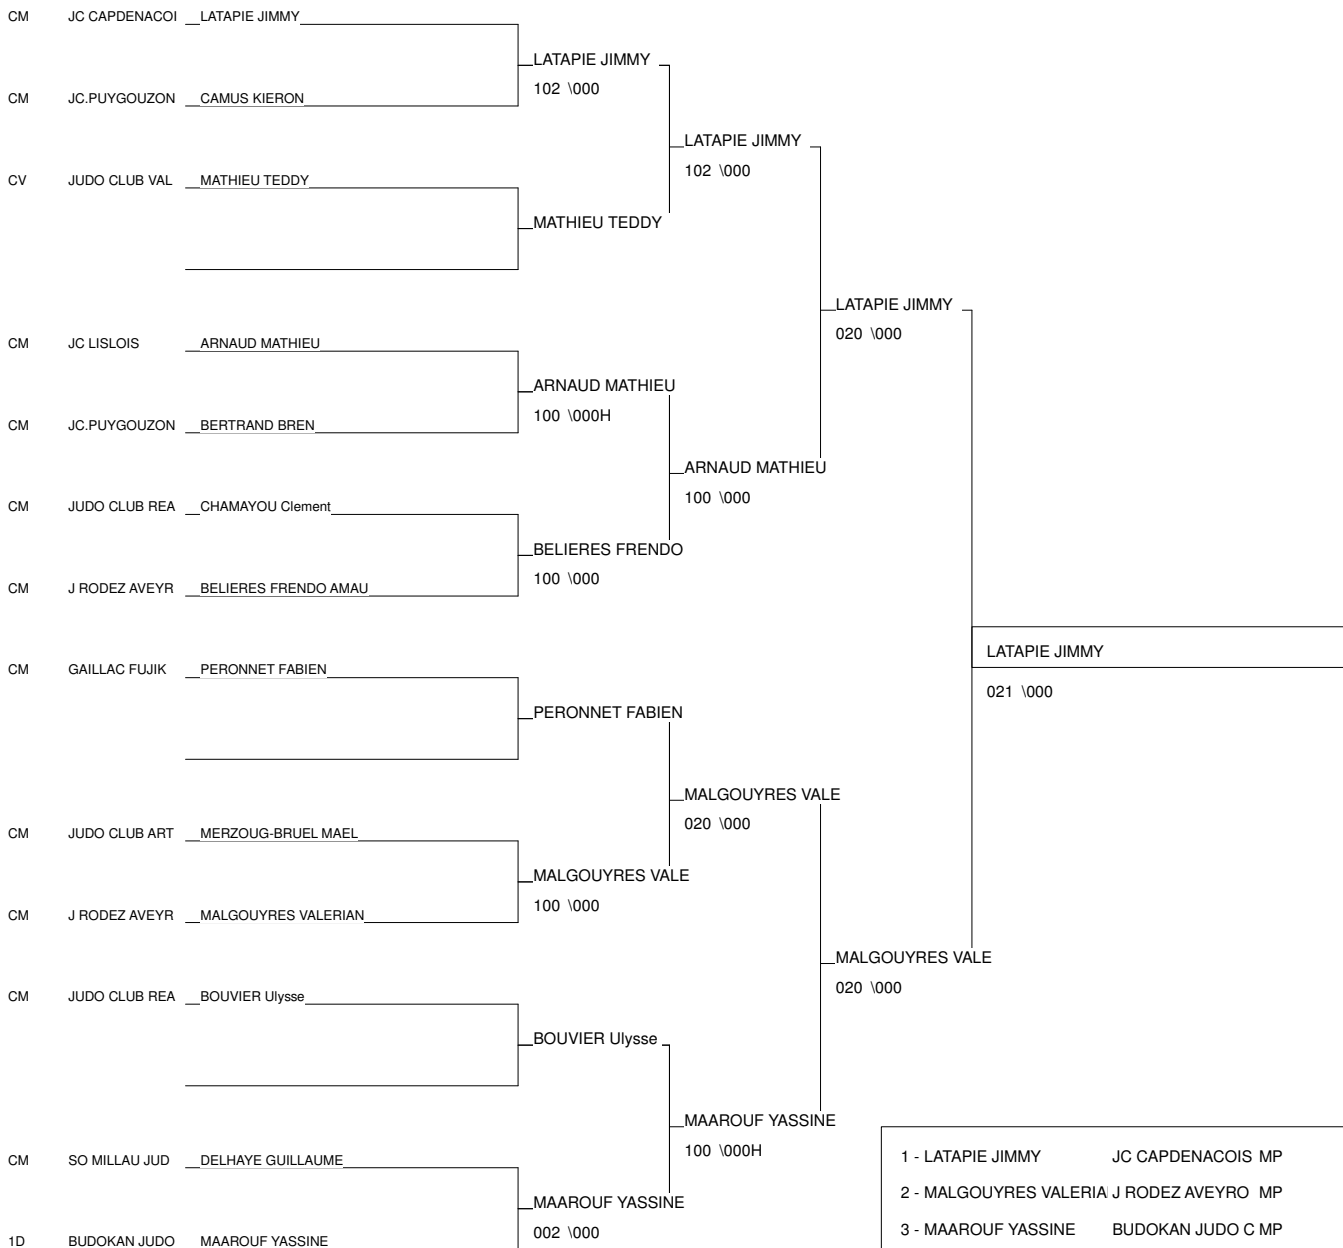 CM JC CAPDENACOI LATAPIE JIMMY
LATAPIE JIMMY
102 \000
CM JC.PUYGOUZON CAMUS KIERON
LATAPIE JIMMY
102 \000
CV JUDO CLUB VAL MATHIEU TEDDY
MATHIEU TEDDY
LATAPIE JIMMY
020 \000
CM JC LISLOIS ARNAUD MATHIEU
ARNAUD MATHIEU
100 \000H
CM JC.PUYGOUZON BERTRAND BREN
ARNAUD MATHIEU
100 \000
CM JUDO CLUB REA CHAMAYOU Clement
BELIERES FRENDO
100 \000
CM J RODEZ AVEYR BELIERES FRENDO AMAU
LATAPIE JIMMY
021 \000
CM GAILLAC FUJIK PERONNET FABIEN
PERONNET FABIEN
MALGOUYRES VALE
020 \000
CM JUDO CLUB ART MERZOUG-BRUEL MAEL
MALGOUYRES VALE
100 \000
CM J RODEZ AVEYR MALGOUYRES VALERIAN
MALGOUYRES VALE
020 \000
CM JUDO CLUB REA BOUVIER Ulysse
BOUVIER Ulysse
MAAROUF YASSINE
100 \000H
CM SO MILLAU JUD DELHAYE GUILLAUME
MAAROUF YASSINE
002 \000
1D BUDOKAN JUDO MAAROUF YASSINE
1 - LATAPIE JIMMY JC CAPDENACOIS MP
2 - MALGOUYRES VALERIA J RODEZ AVEYRO MP
3 - MAAROUF YASSINE BUDOKAN JUDO C MP